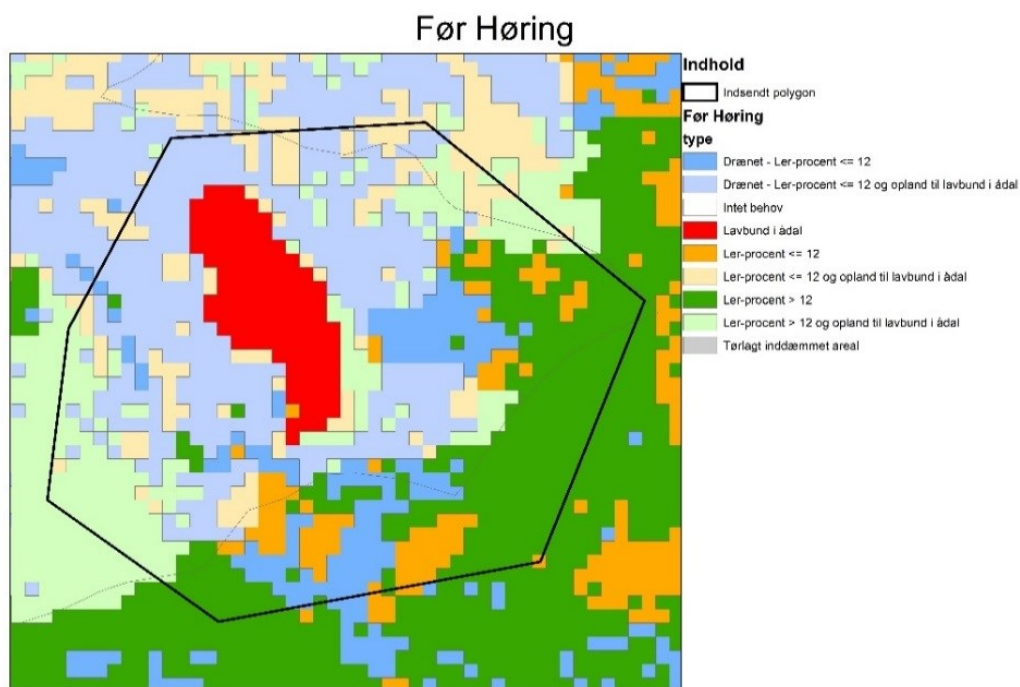 Før Høring
Indhold
Indsendt polygon
Før Høring
type
Drænet - Ler-procent <= 12
Drænet - Ler-procent <= 12 og opland til lavbund i ådal
Intet behov
Lavbund i ådal
Ler-procent <= 12
Ler-procent <= 12 og opland til lavbund i ådal
Ler-procent > 12
Ler-procent > 12 og opland til lavbund i ådal
Tørlagt inddæmmet areal